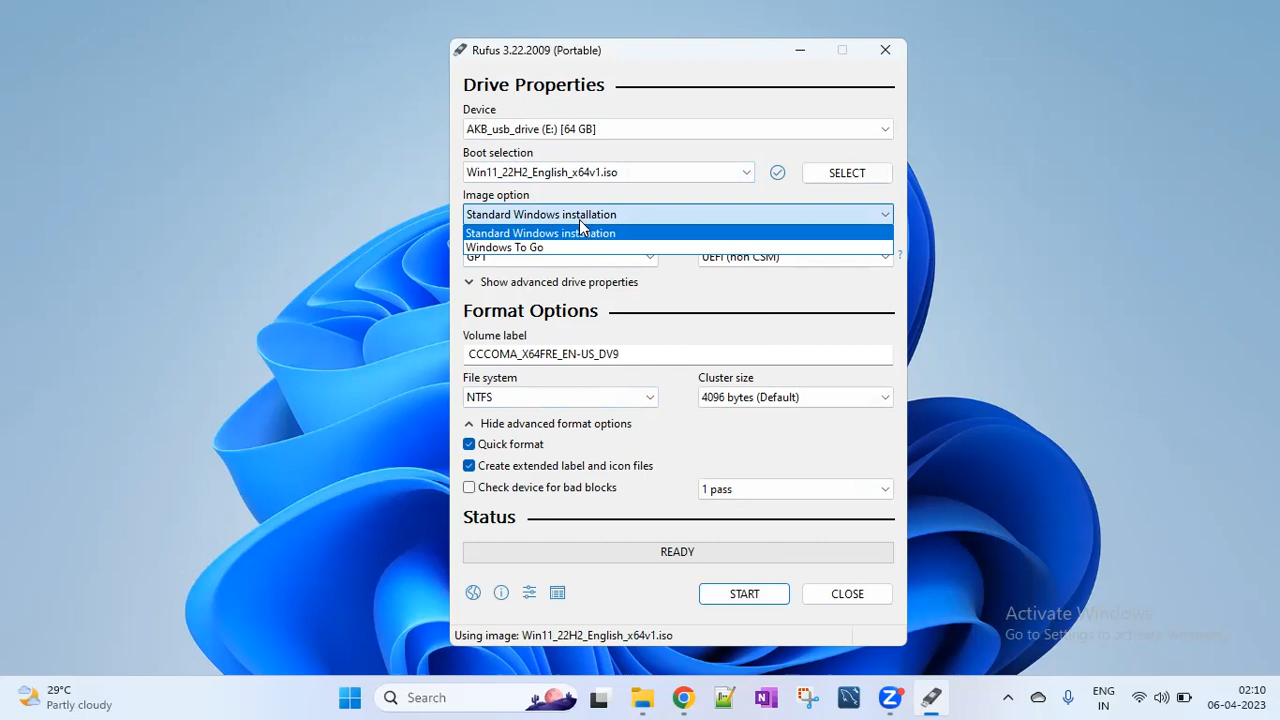 Rufus 3.22.2009 (Portable)
Drive Properties
Device
AKB_usb_drive (E:) [64 GB]
Boot selection
Win11_22H2_English_x64v1.iso
SELECT
Image option
Standard Windows installation
Standard Windows installation
Windows To Go
GPT
UEFI (non CSM)
?
Show advanced drive properties
Format Options
Volume label
CCCOMA_X64FRE_EN-US_DV9
File system
Cluster size
NTFS
4096 bytes (Default)
Hide advanced format options
Quick format
Create extended label and icon files
Check device for bad blocks
1 pass
Status
READY
START
CLOSE
Using image: Win11_22H2_English_x64v1.iso
Activate Windows
Go to Settings to activate Windows.
29°C
Partly cloudy
Search
ENG
IN
02:10
06-04-2023